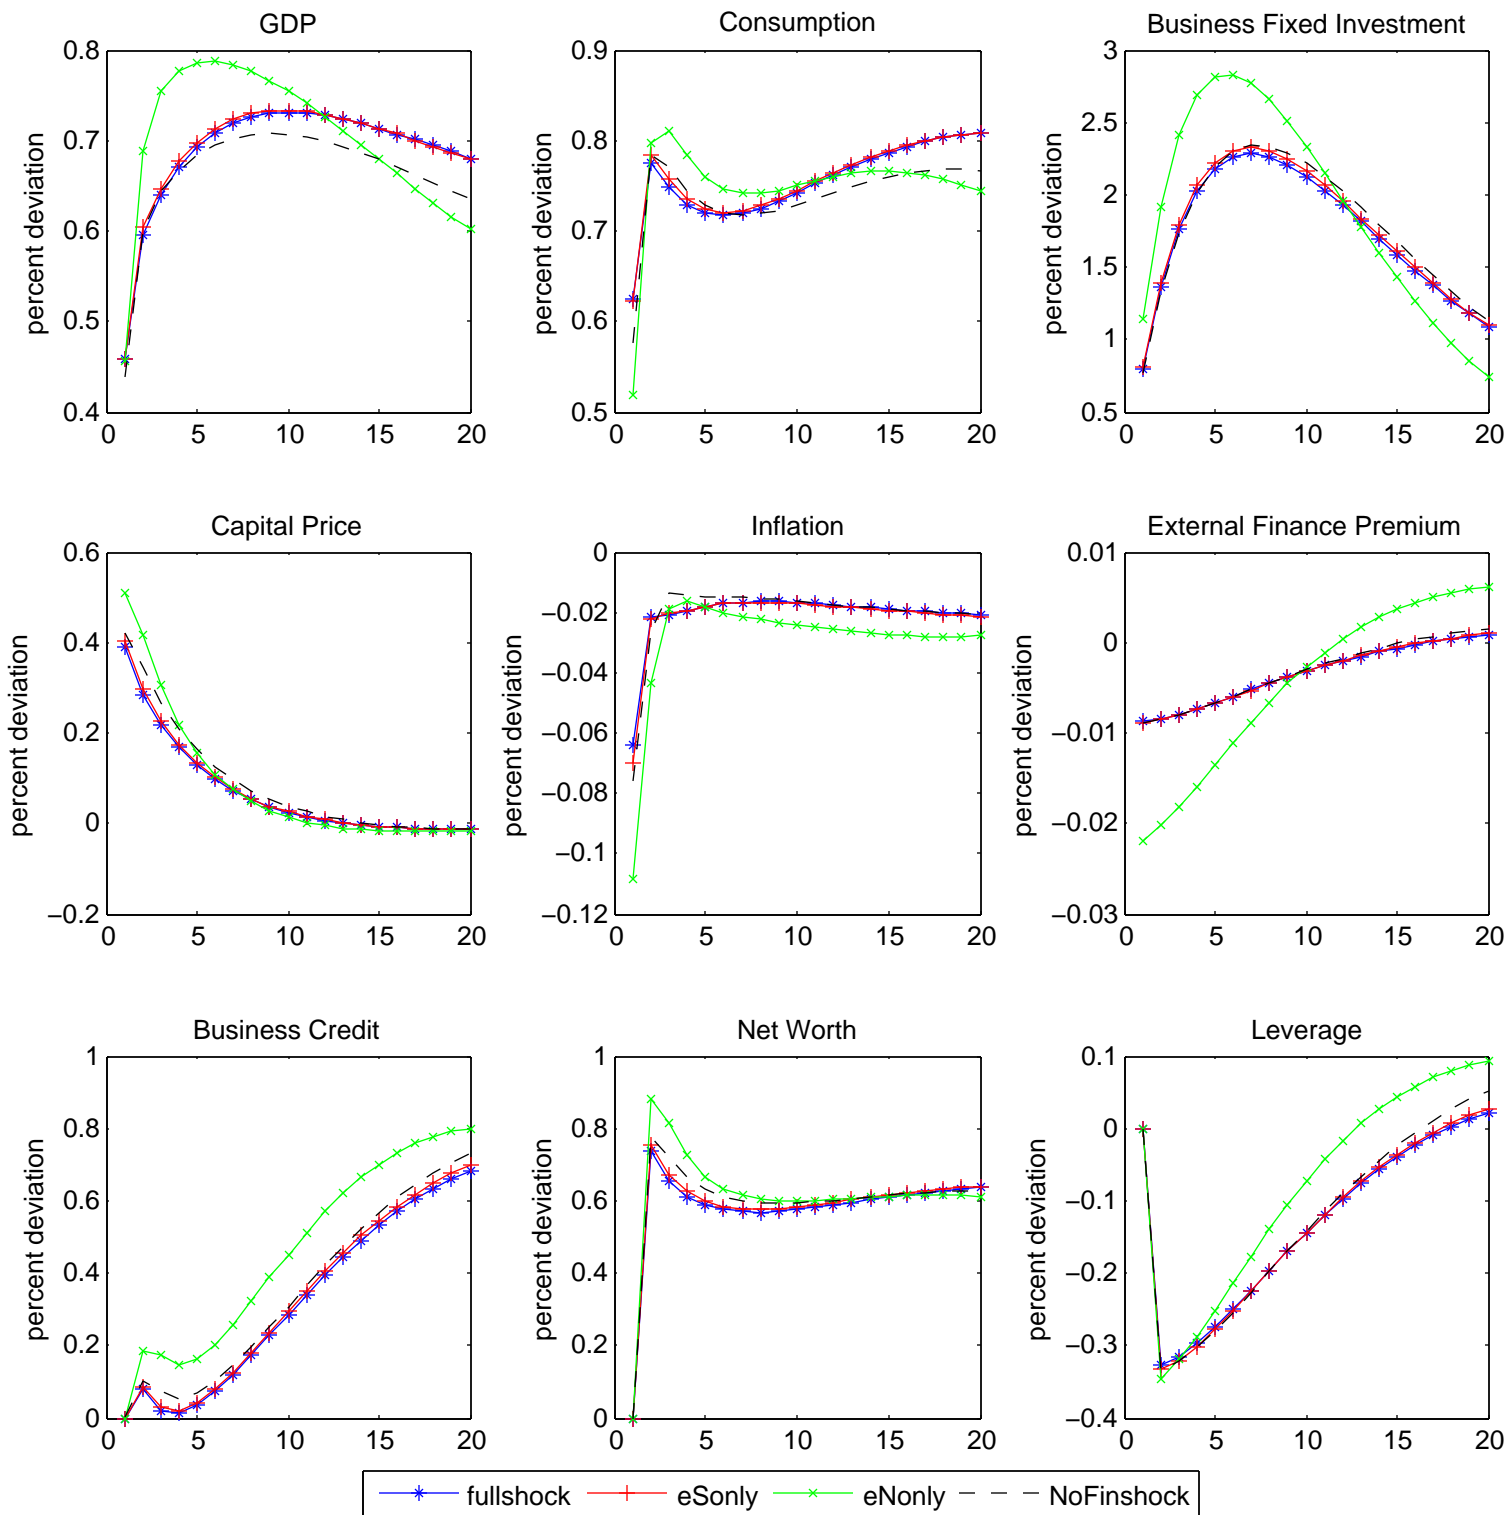 GDP
Consumption
Business Fixed Investment
percent deviation
0.8
0.7
0.6
0.5
0.4
0 5 10 15 20
percent deviation
0.9
0.8
0.7
0.6
0.5
0 5 10 15 20
percent deviation
3
2.5
2
1.5
1
0.5
0 5 10 15 20
Capital Price
Inflation
External Finance Premium
percent deviation
0.6
0.4
0.2
0
−0.2
0 5 10 15 20
percent deviation
0
−0.02
−0.04
−0.06
−0.08
−0.1
−0.12
0 5 10 15 20
percent deviation
0.01
0
−0.01
−0.02
−0.03
0 5 10 15 20
Business Credit
Net Worth
Leverage
percent deviation
1
0.8
0.6
0.4
0.2
0
0 5 10 15 20
percent deviation
1
0.8
0.6
0.4
0.2
0
0 5 10 15 20
percent deviation
0.1
0
−0.1
−0.2
−0.3
−0.4
0 5 10 15 20
fullshock eSonly eNonly NoFinshock